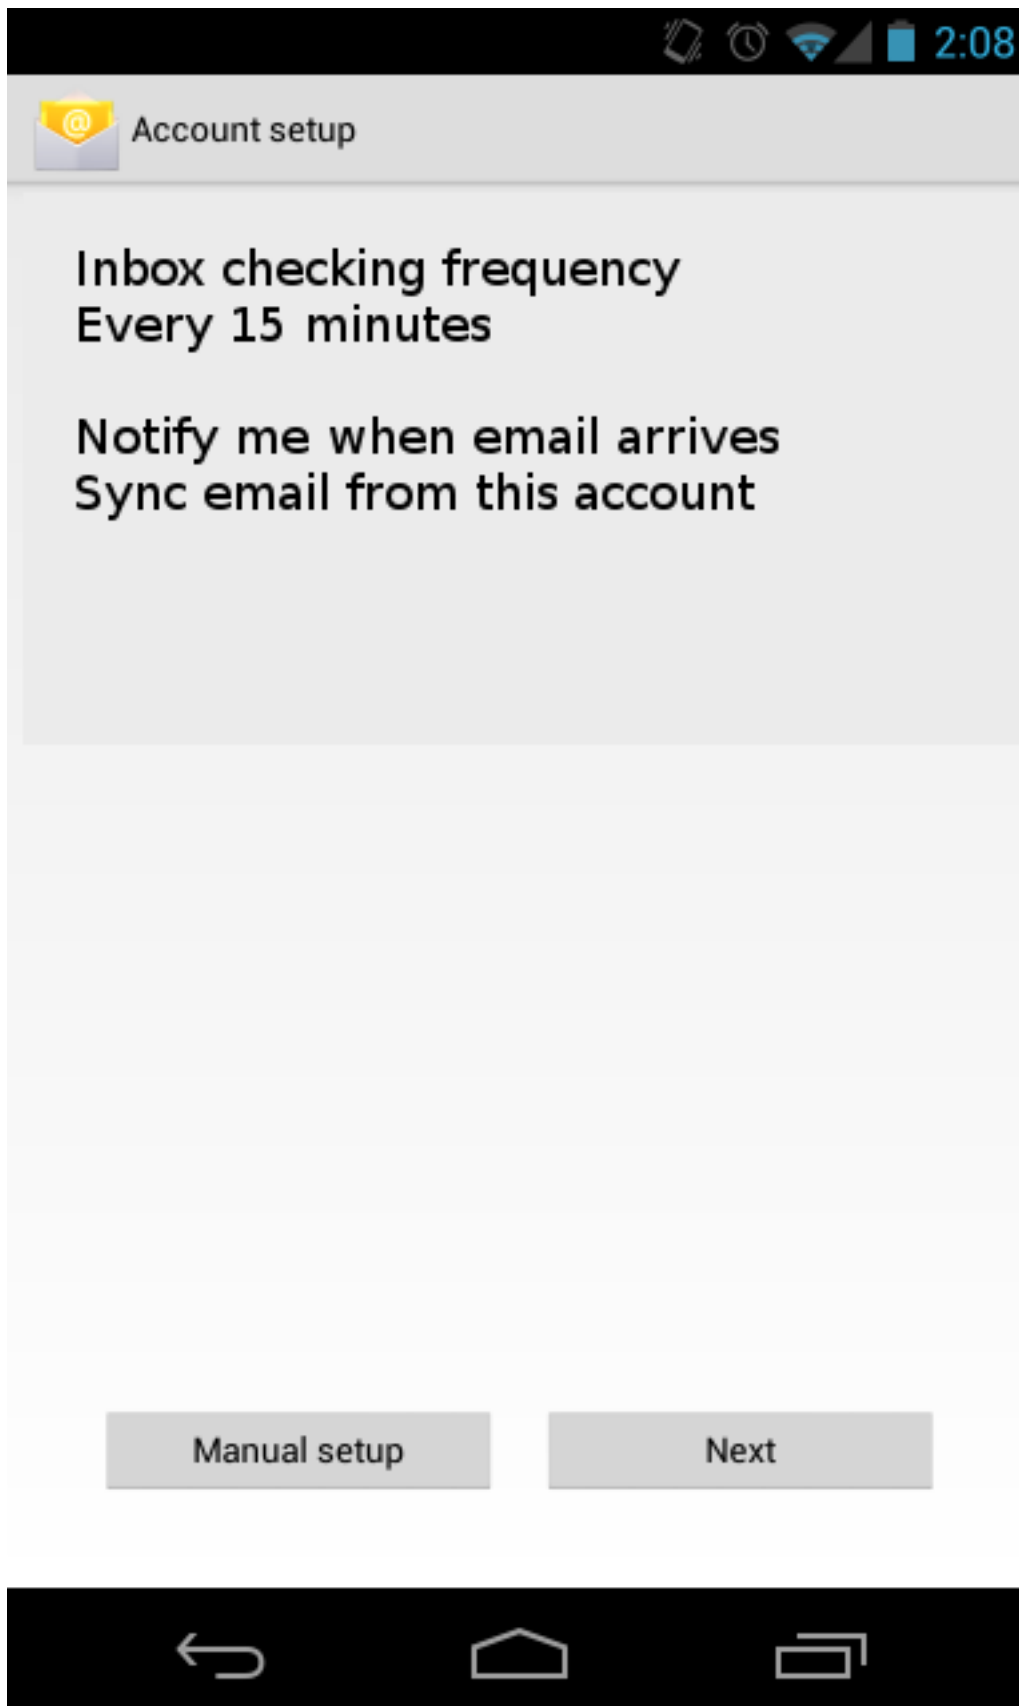 2:08
Account setup
Inbox checking frequency
Every 15 minutes
Notify me when email arrives
Sync email from this account
Manual setup
Next